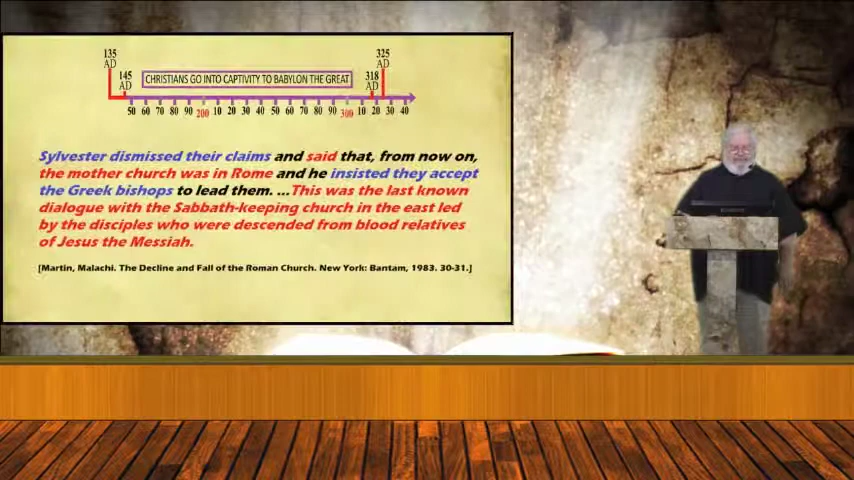 135
AD
325
AD
145
AD
CHRISTIANS GO INTO CAPTIVITY TO BABYLON THE GREAT
318
AD
50 60 70 80 90 200 10 20 30 40 50 60 70 80 90 300 10 20 30 40
Sylvester dismissed their claims and said that, from now on,
the mother church was in Rome and he insisted they accept
the Greek bishops to lead them. ...This was the last known
dialogue with the Sabbath-keeping church in the east led
by the disciples who were descended from blood relatives
of Jesus the Messiah.
[Martin, Malachi. The Decline and Fall of the Roman Church. New York: Bantam, 1983. 30-31.]